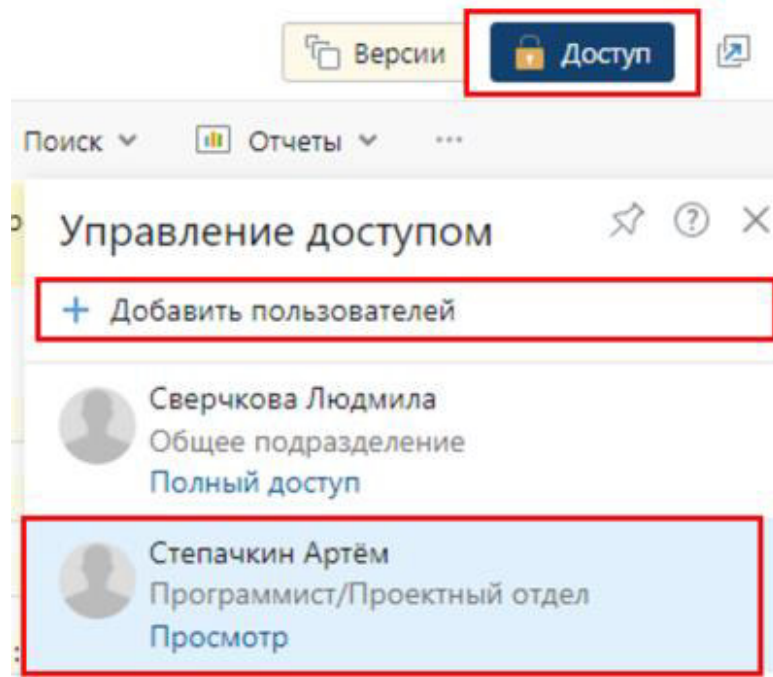 Версии Доступ
Поиск Отчеты ...
Управление доступом
+ Добавить пользователей
Сверчкова Людмила
Общее подразделение
Полный доступ
Степачкин Артём
Программист/Проектный отдел
Просмотр